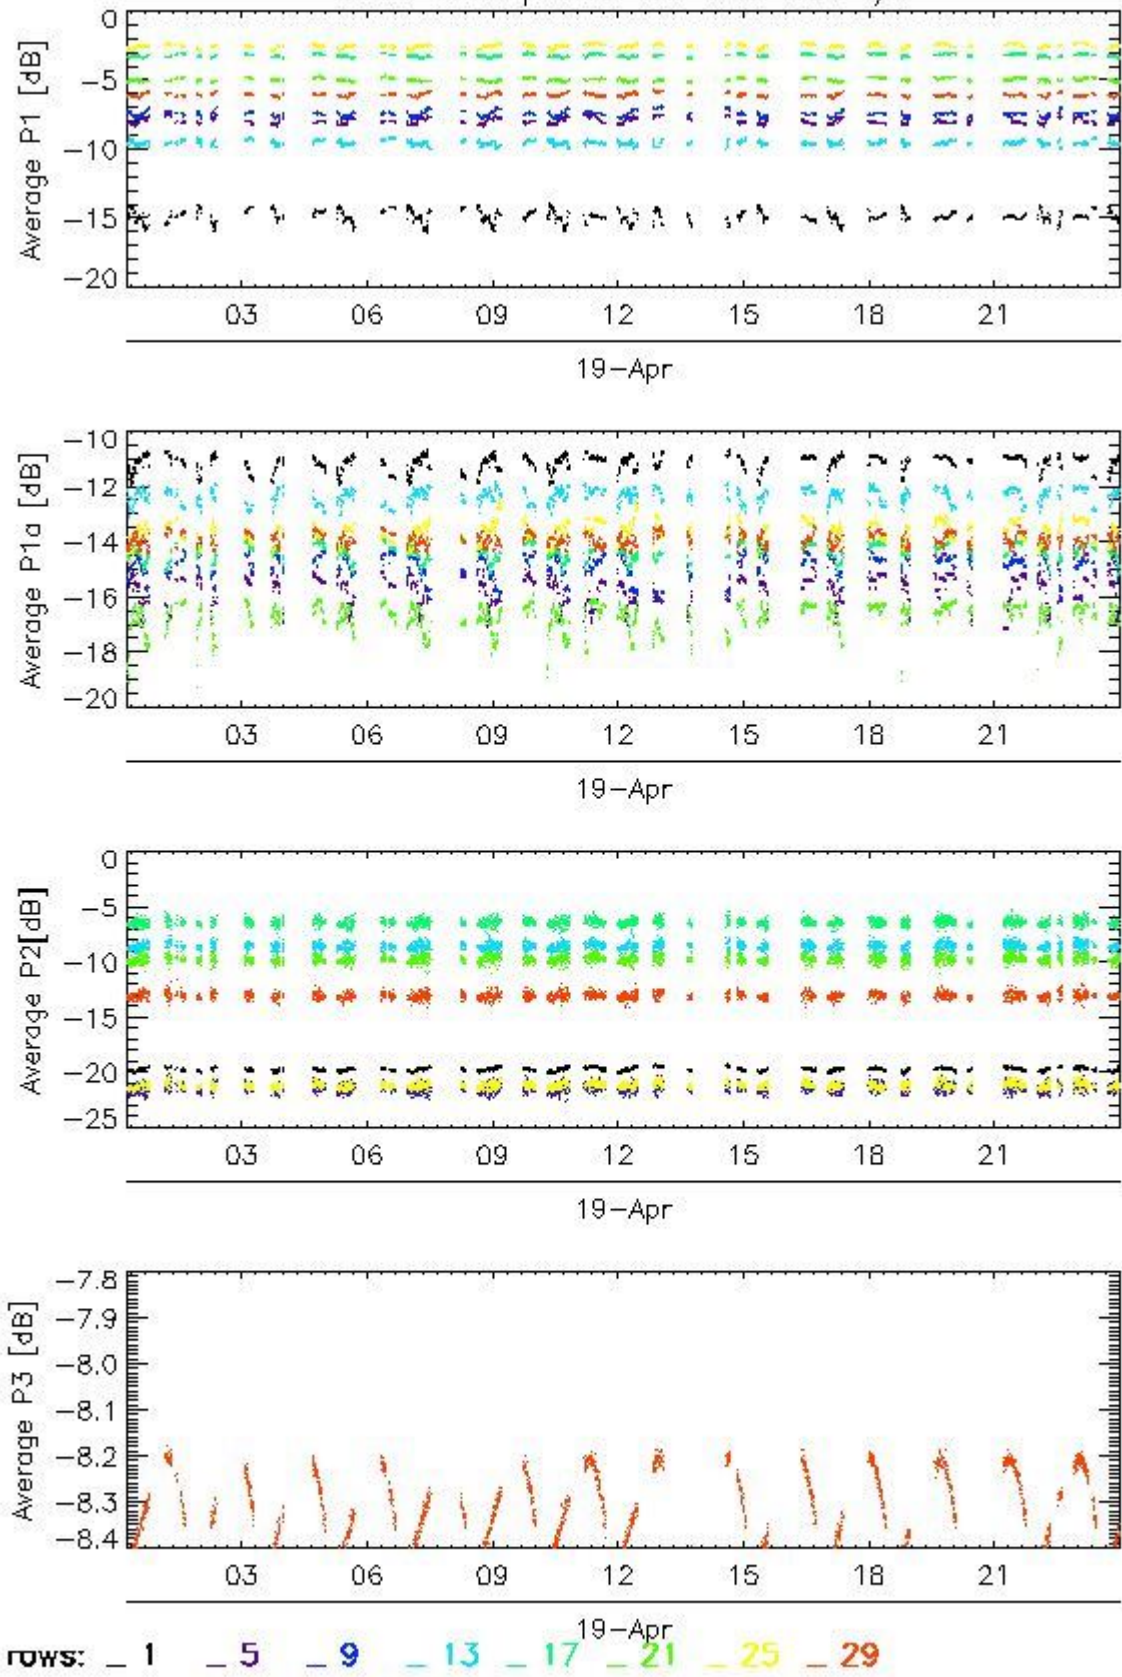 0
-5
-10
-15
-20
Average P1 [dB]
03 06 09 12 15 18 21
19-Apr
-10
-12
-14
-16
-18
-20
Average P1a [dB]
03 06 09 12 15 18 21
19-Apr
0
-5
-10
-15
-20
-25
Average P2[dB]
03 06 09 12 15 18 21
19-Apr
-7.8
-7.9
-8.0
-8.1
-8.2
-8.3
-8.4
Average P3 [dB]
03 06 09 12 15 18 21
19-Apr
rows: _ 1 _ 5 _ 9 _ 13 _ 17 _ 21 _ 25 _ 29